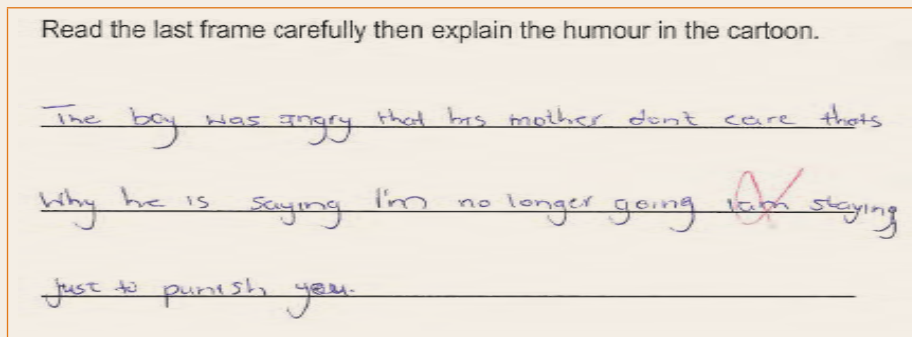 Read the last frame carefully then explain the humour in the cartoon.
The boy was angry that his mother dont care thats
Why he is saying I'm no longer going iam staying
just to punish you.